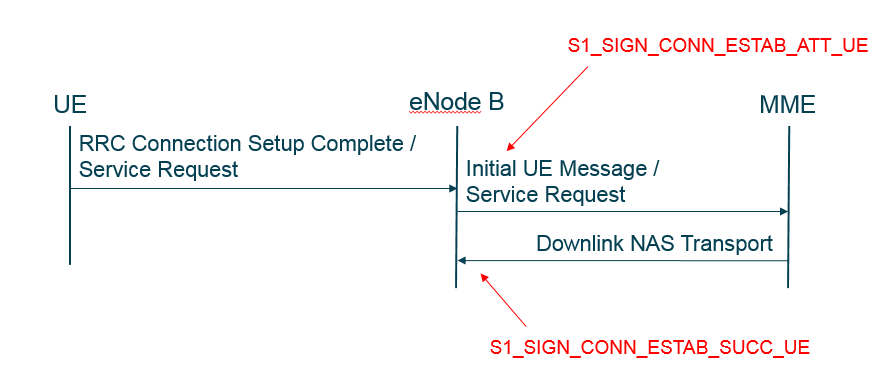 S1_SIGN_CONN_ESTAB_ATT_UE
UE
eNode B
MME
RRC Connection Setup Complete /
Service Request
Initial UE Message /
Service Request
Downlink NAS Transport
S1_SIGN_CONN_ESTAB_SUCC_UE